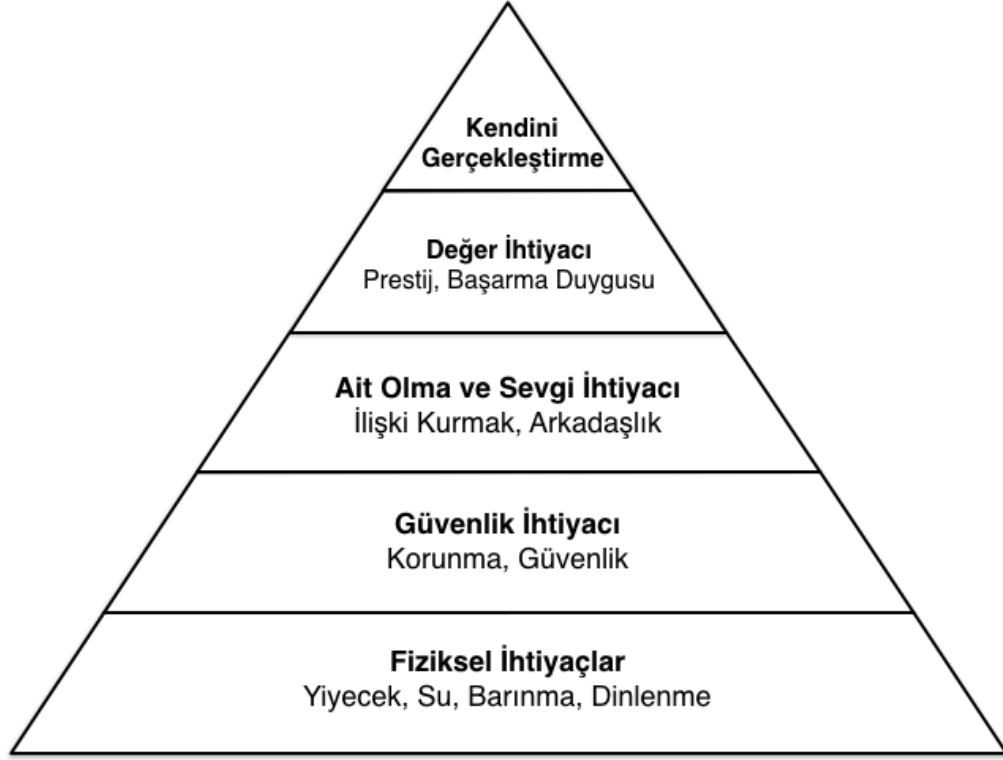 Kendini
Gerçekleştirme
Değer İhtiyacı
Prestij, Başarma Duygusu
Ait Olma ve Sevgi İhtiyacı
İlişki Kurmak, Arkadaşlık
Güvenlik İhtiyacı
Korunma, Güvenlik
Fiziksel İhtiyaçlar
Yiyecek, Su, Barınma, Dinlenme